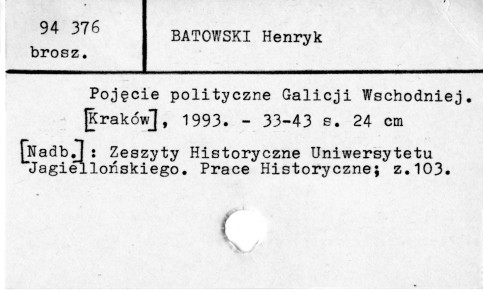 94 376
brosz.
BATOWSKI Henryk
Pojęcie polityczne Galicji Wschodniej.
[Kraków], 1993. - 33-43 s. 24 cm
[Nadb.]: Zeszyty Historyczne Uniwersytetu
Jagiellońskiego. Prace Historyczne; z.103.